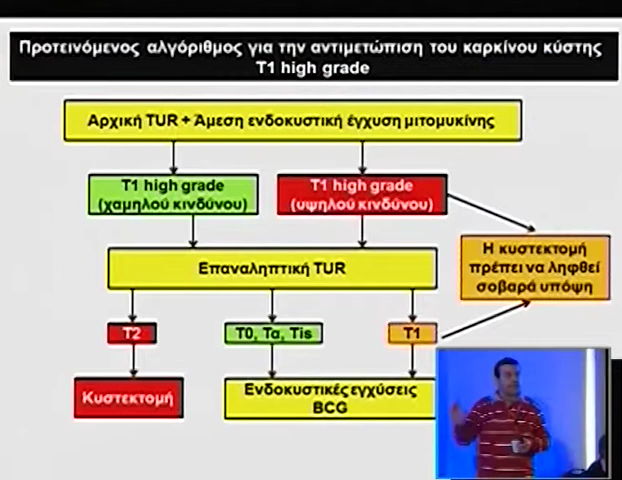 Προτεινόμενος αλγόριθμος για την αντιμετώπιση του καρκίνου κύστης
T1 high grade
Αρχική TUR + Άμεση ενδοκυστική έγχυση μιτομυκίνης
T1 high grade
(χαμηλού κινδύνου)
T1 high grade
(υψηλού κινδύνου)
Η κυστεκτομή
πρέπει να ληφθεί
σοβαρά υπόψη
Επαναληπτική TUR
T2
T0, Ta, Tis
T1
Κυστεκτομή
Ενδοκυστικές εγχύσεις
BCG